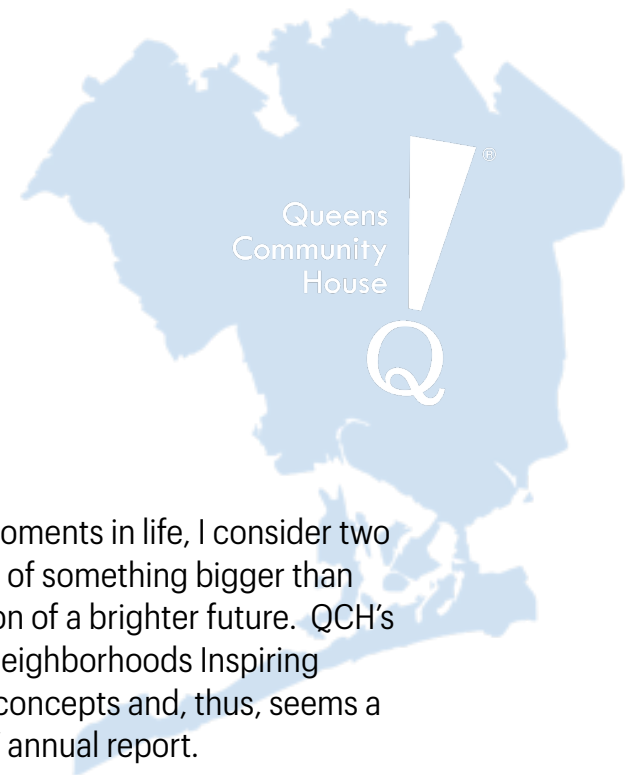 Queens
Community
House
®
Q
oments in life, I consider two
of something bigger than
on of a brighter future. QCH's
eighborhoods Inspiring
concepts and, thus, seems a
annual report.